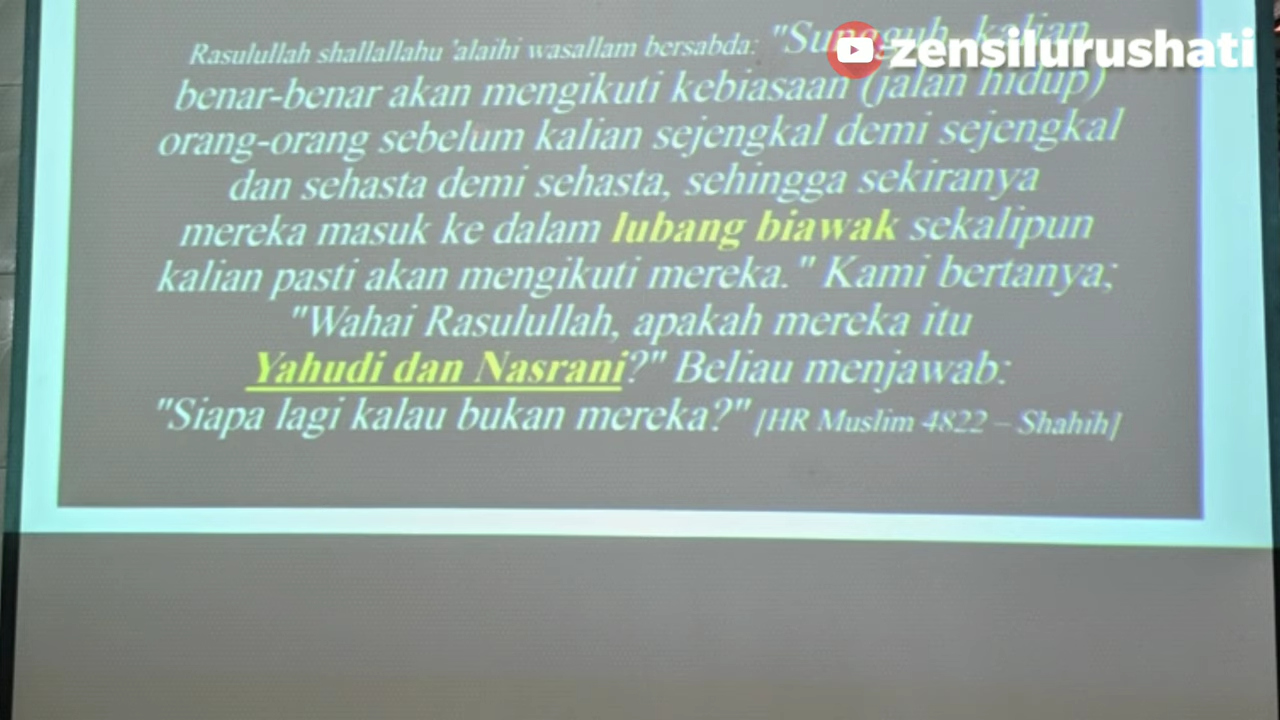 Rasulullah shallallahu 'alaihi wasallam bersabda: "Sungguh, kalian
zensilurushati
benar-benar akan mengikuti kebiasaan (jalan hidup)
orang-orang sebelum kalian sejengkal demi sejengkal
dan sehasta demi sehasta, sehingga sekiranya
mereka masuk ke dalam lubang biawak sekalipun
kalian pasti akan mengikuti mereka." Kami bertanya;
"Wahai Rasulullah, apakah mereka itu
Yahudi dan Nasrani?" Beliau menjawab:
"Siapa lagi kalau bukan mereka?" [HR Muslim 4822 – Shahih]